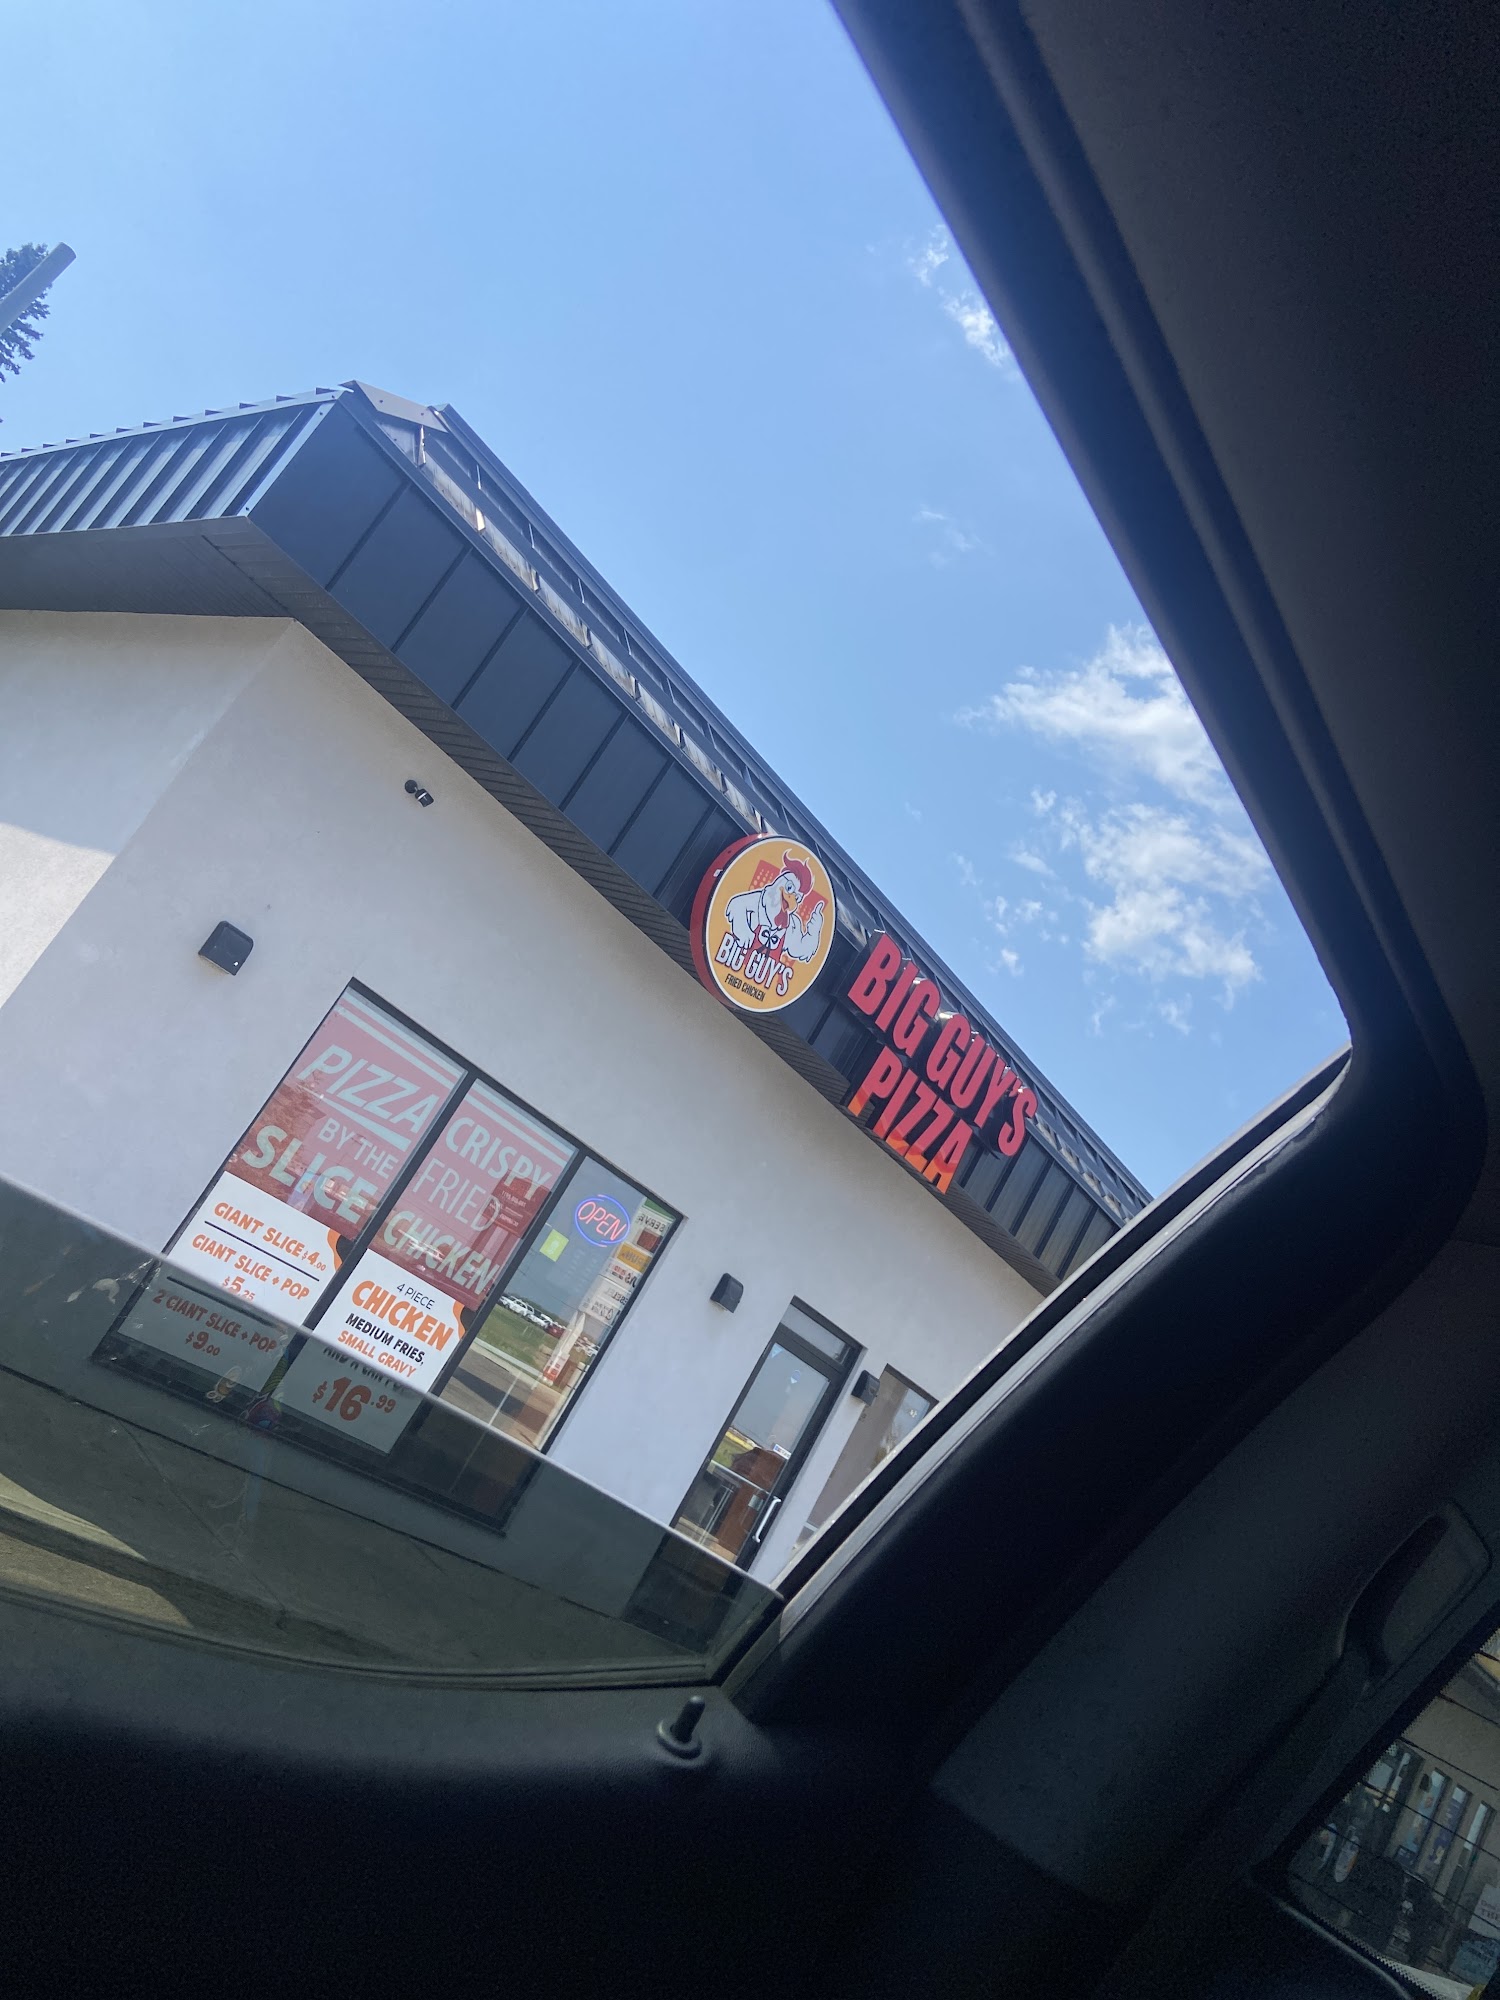 BIG GUY'S
FRIED CHICKEN
BIG GUY'S
PIZZA
PIZZA
BY THE
SLICE
GIANT SLICE $4.00
GIANT SLICE + POP
$5.25
2 GIANT SLICE + POP
$9.00
CRISPY
FRIED
CHICKEN
4 PIECE
CHICKEN
MEDIUM FRIES,
SMALL GRAVY
$16.99
OPEN